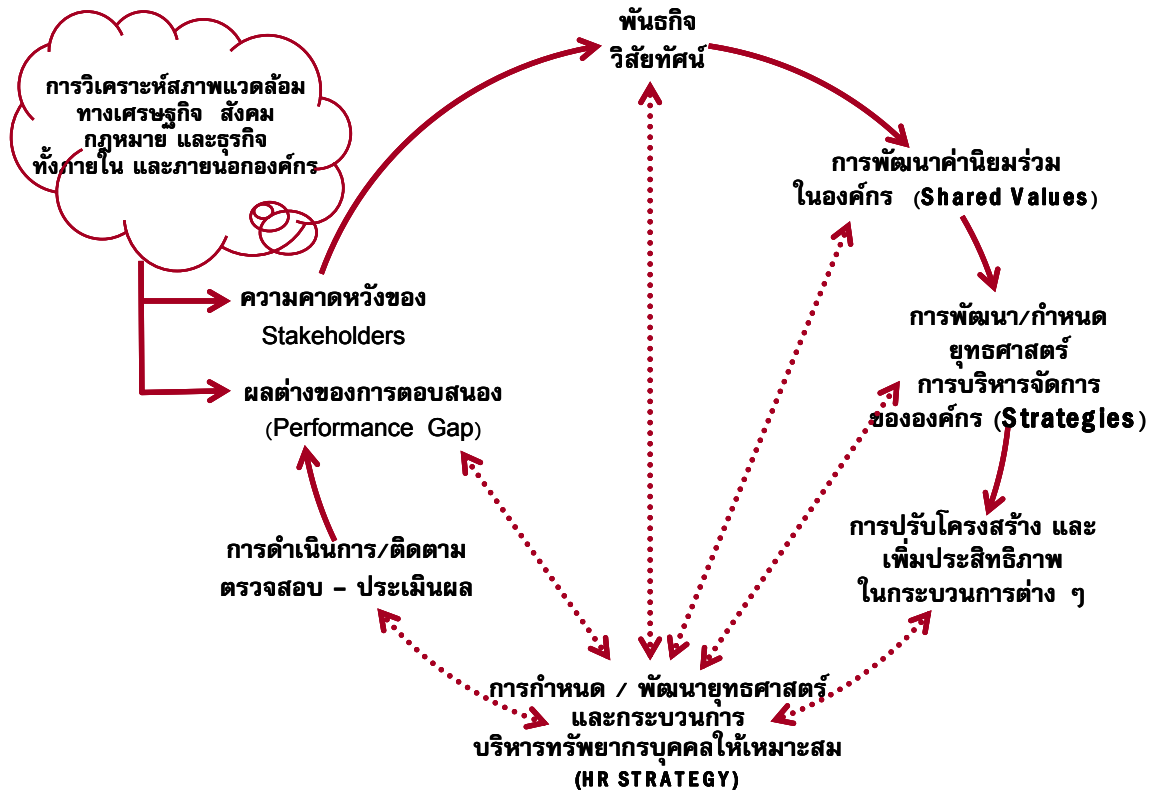 พันธกิจ
วิสัยทัศน์
การวิเคราะห์สภาพแวดล้อม
ทางเศรษฐกิจ สังคม
กฎหมาย และธุรกิจ
ทั้งภายใน และภายนอกองค์กร
การพัฒนาค่านิยมร่วม
ในองค์กร (Shared Values)
ความคาดหวังของ
Stakeholders
การพัฒนา/กำหนด
ยุทธศาสตร์
การบริหารจัดการ
ขององค์กร (Strategies)
ผลต่างของการตอบสนอง
(Performance Gap)
การปรับโครงสร้าง และ
เพิ่มประสิทธิภาพ
ในกระบวนการต่าง ๆ
การดำเนินการ/ติดตาม
ตรวจสอบ – ประเมินผล
การกำหนด / พัฒนายุทธศาสตร์
และกระบวนการ
บริหารทรัพยากรบุคคลให้เหมาะสม
(HR STRATEGY)